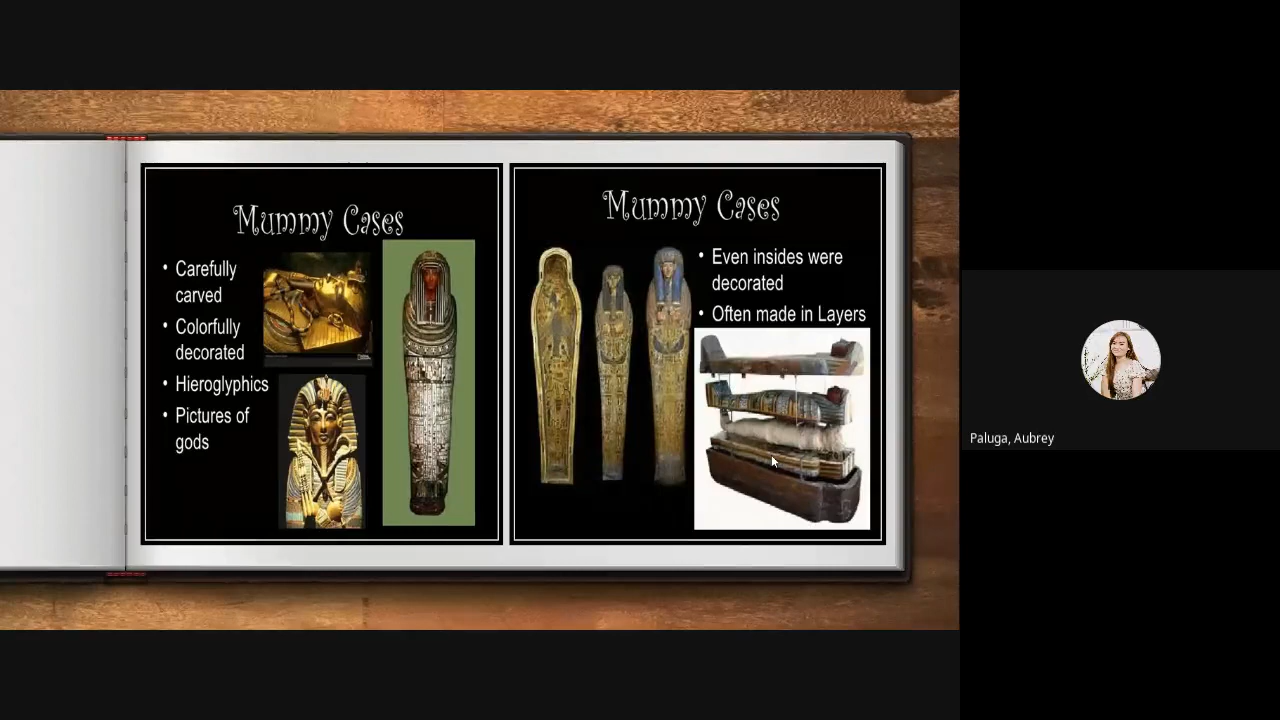 Mummy Cases
• Carefully
carved
• Colorfully
decorated
• Hieroglyphics
• Pictures of
gods
Mummy Cases
• Even insides were
decorated
• Often made in Layers
Paluga, Aubrey